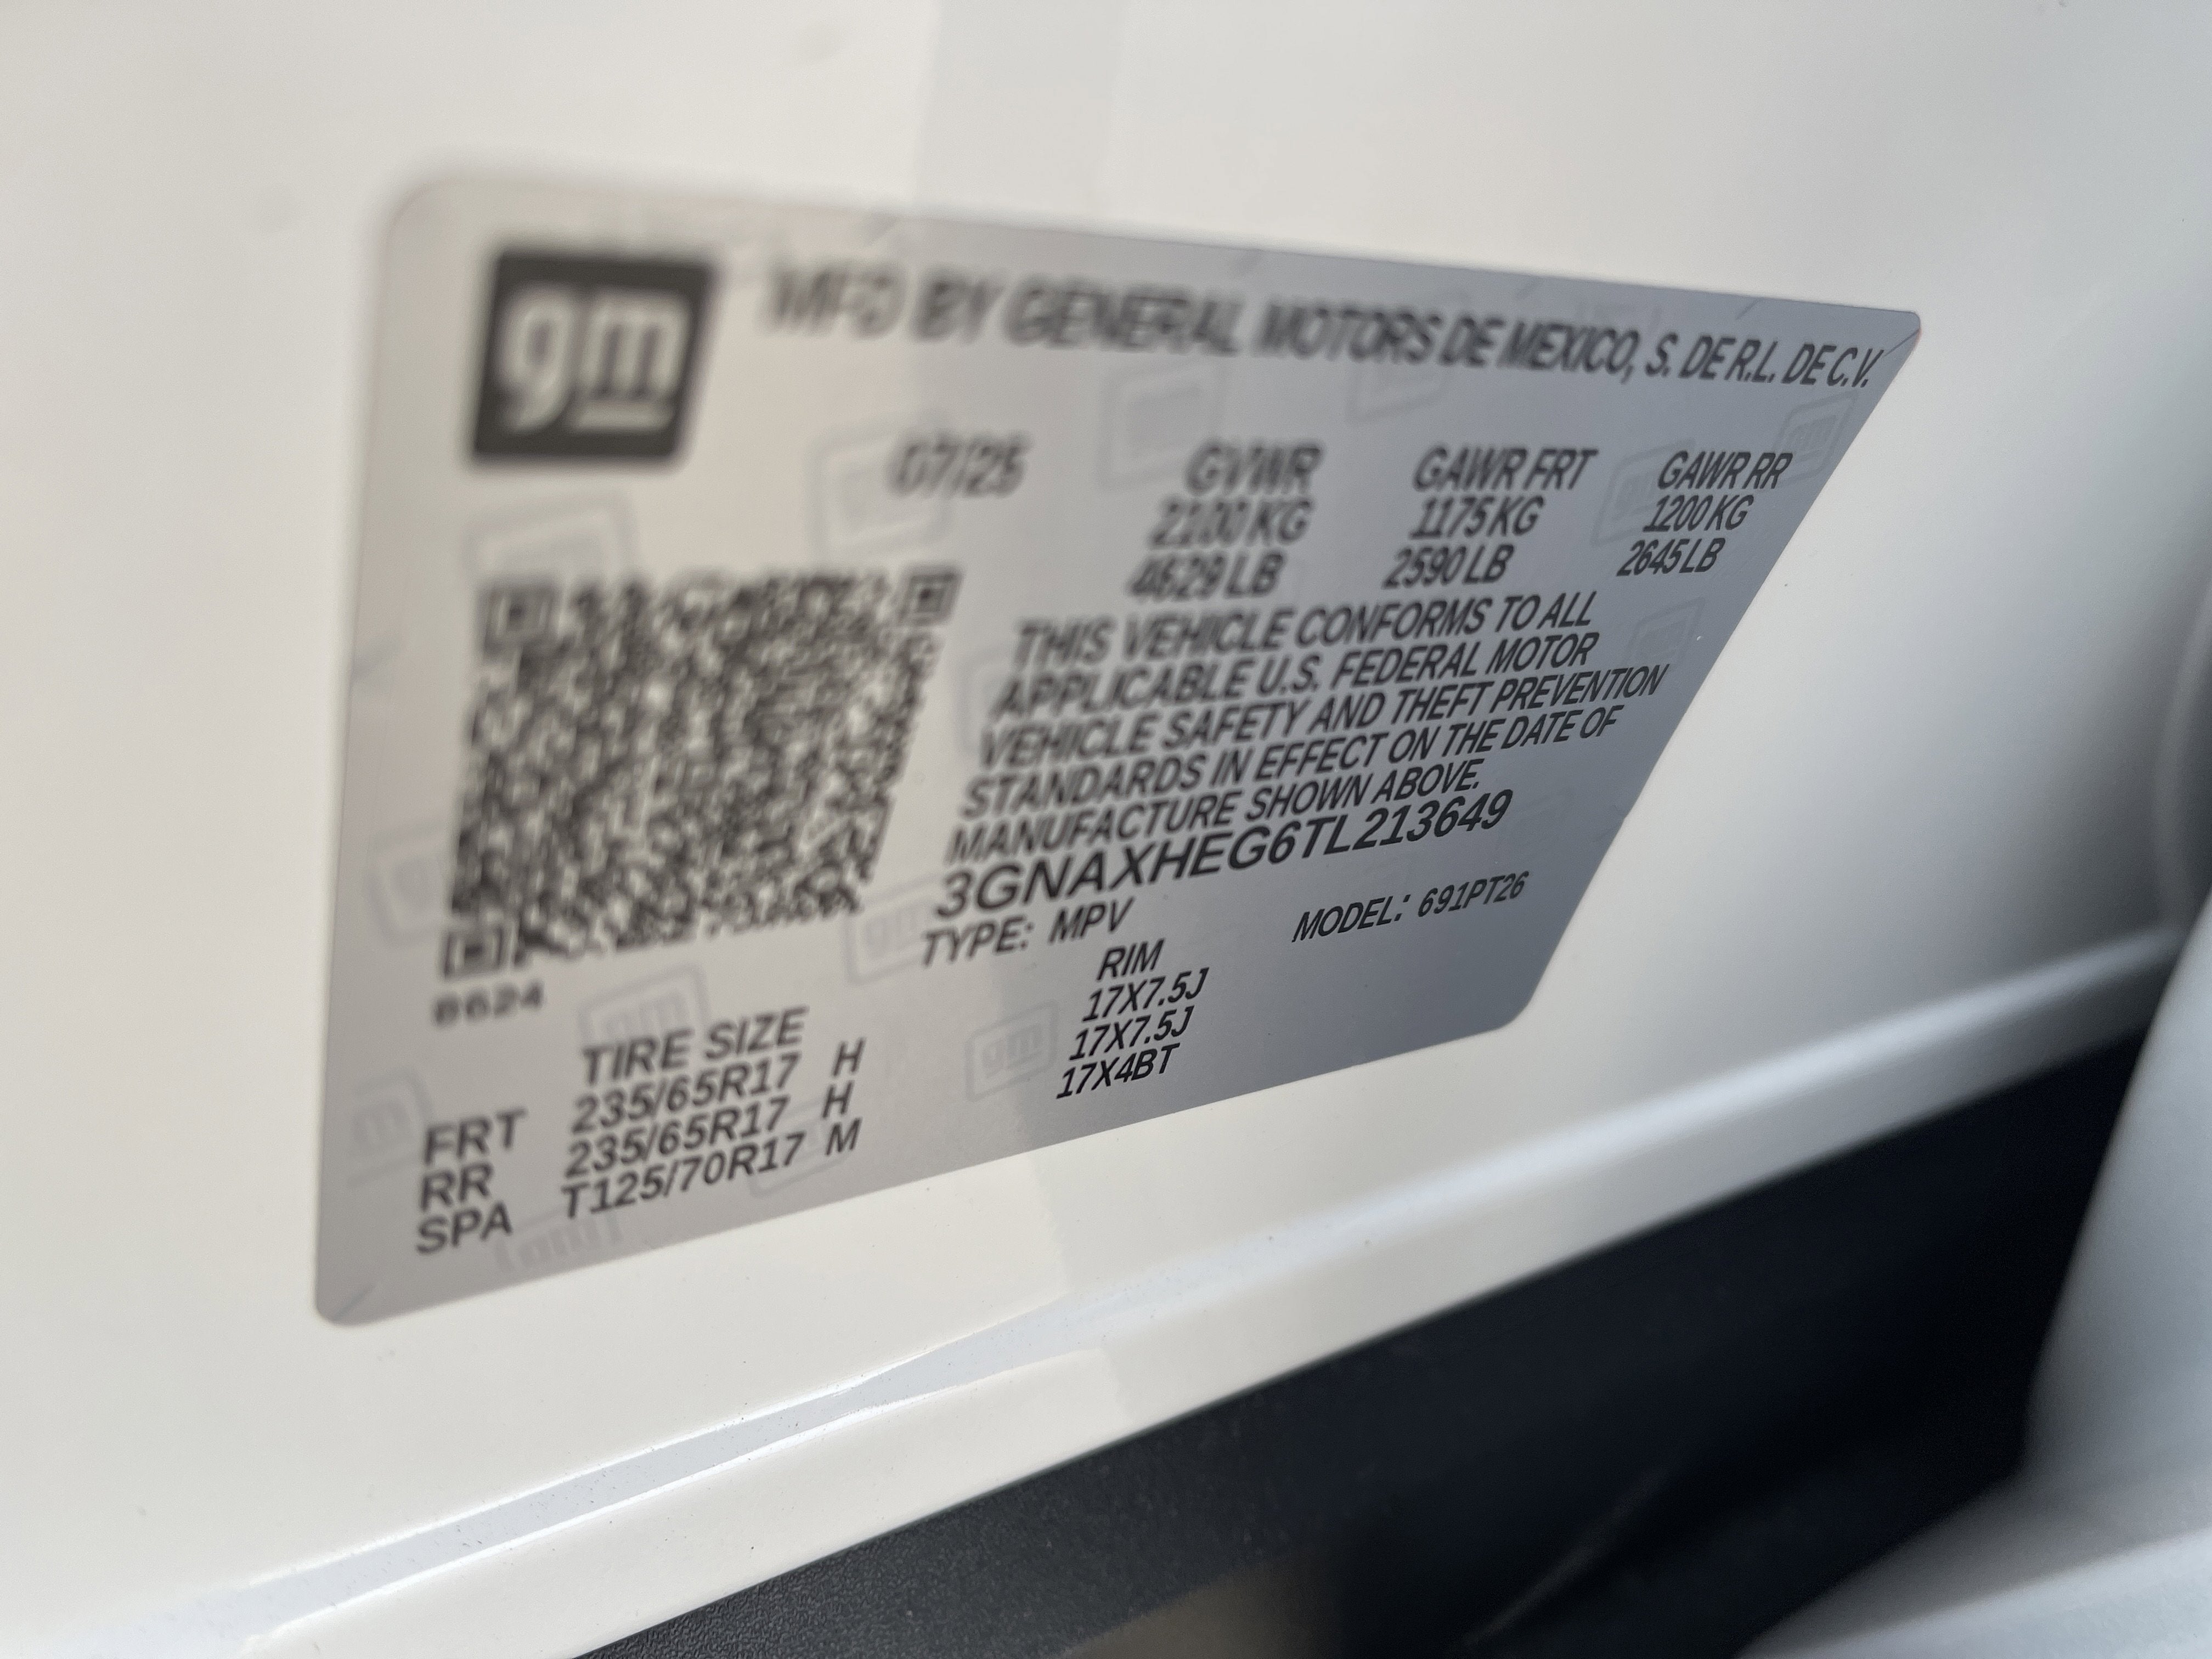 gm MFD BY GENERAL MOTORS DE MEXICO, S. DE R.L. DE C.V.
07/25 GVWR GAWR FRT GAWR RR
2100 KG 1175 KG 1200 KG
4629 LB 2590 LB 2645 LB
THIS VEHICLE CONFORMS TO ALL
APPLICABLE U.S. FEDERAL MOTOR
VEHICLE SAFETY AND THEFT PREVENTION
STANDARDS IN EFFECT ON THE DATE OF
MANUFACTURE SHOWN ABOVE.
3GNAXHEG6TL213649
TYPE: MPV MODEL: 691PT26
8624
TIRE SIZE RIM
FRT 235/65R17 H 17X7.5J
RR 235/65R17 H 17X7.5J
SPA T125/70R17 M 17X4BT